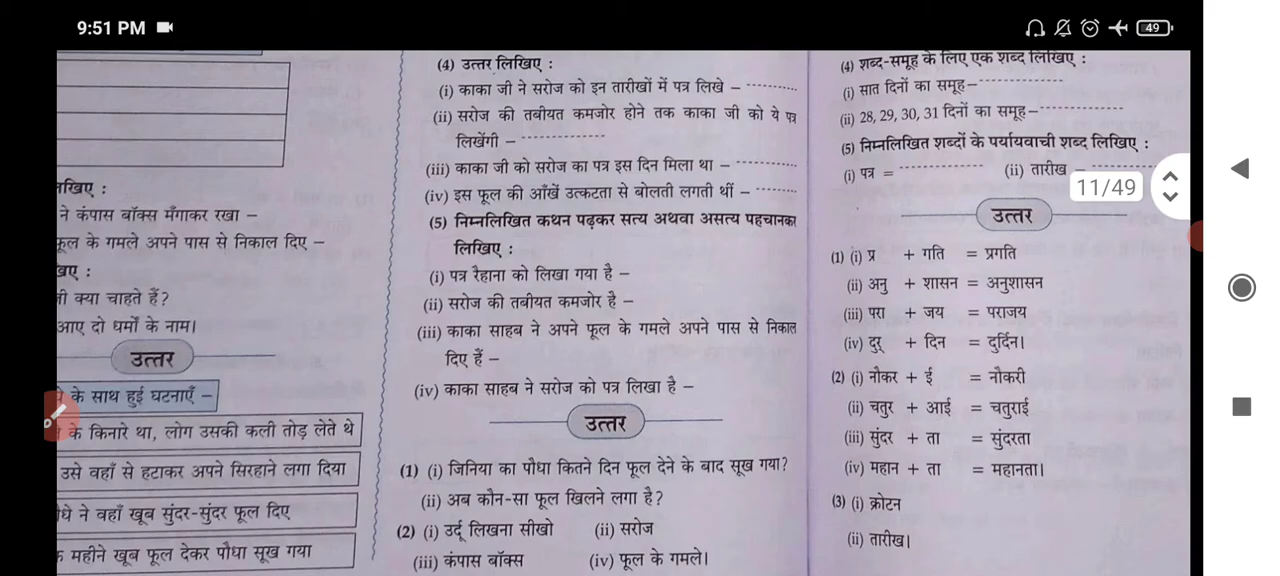 9:51 PM
49
नखिए :
ने कंपास बॉक्स मँगाकर रखा –
फूल के गमले अपने पास से निकाल दिए –
खिए :
जी क्या चाहते हैं?
आए दो धर्मों के नाम।
उत्तर
के साथ हुई घटनाएँ –
के किनारे था, लोग उसकी कली तोड़ लेते थे
उसे वहाँ से हटाकर अपने सिरहाने लगा दिया
धे ने वहाँ खूब सुंदर-सुंदर फूल दिए
क महीने खूब फूल देकर पौधा सूख गया
(4) उत्तर लिखिए :
(i) काका जी ने सरोज को इन तारीखों में पत्र लिखे –
(ii) सरोज की तबीयत कमजोर होने तक काका जी को ये पत्र
लिखेंगी –
(iii) काका जी को सरोज का पत्र इस दिन मिला था –
(iv) इस फूल की आँखें उत्कटता से बोलती लगती थीं –
(5) निम्नलिखित कथन पढ़कर सत्य अथवा असत्य पहचानकर
लिखिए :
(i) पत्र रैहाना को लिखा गया है –
(ii) सरोज की तबीयत कमजोर है –
(iii) काका साहब ने अपने फूल के गमले अपने पास से निकाल
दिए हैं –
(iv) काका साहब ने सरोज को पत्र लिखा है –
उत्तर
(1) (i) जिनिया का पौधा कितने दिन फूल देने के बाद सूख गया?
(ii) अब कौन-सा फूल खिलने लगा है?
(2) (i) उर्दू लिखना सीखो (ii) सरोज
(iii) कंपास बॉक्स (iv) फूल के गमले।
(4) शब्द-समूह के लिए एक शब्द लिखिए :
(i) सात दिनों का समूह–
(ii) 28, 29, 30, 31 दिनों का समूह–
(5) निम्नलिखित शब्दों के पर्यायवाची शब्द लिखिए :
(i) पत्र = (ii) तारीख –
11/49
उत्तर
(1) (i) प्र + गति = प्रगति
(ii) अनु + शासन = अनुशासन
(iii) परा + जय = पराजय
(iv) दुर् + दिन = दुर्दिन।
(2) (i) नौकर + ई = नौकरी
(ii) चतुर + आई = चतुराई
(iii) सुंदर + ता = सुंदरता
(iv) महान + ता = महानता।
(3) (i) क्रोटन
(ii) तारीख।